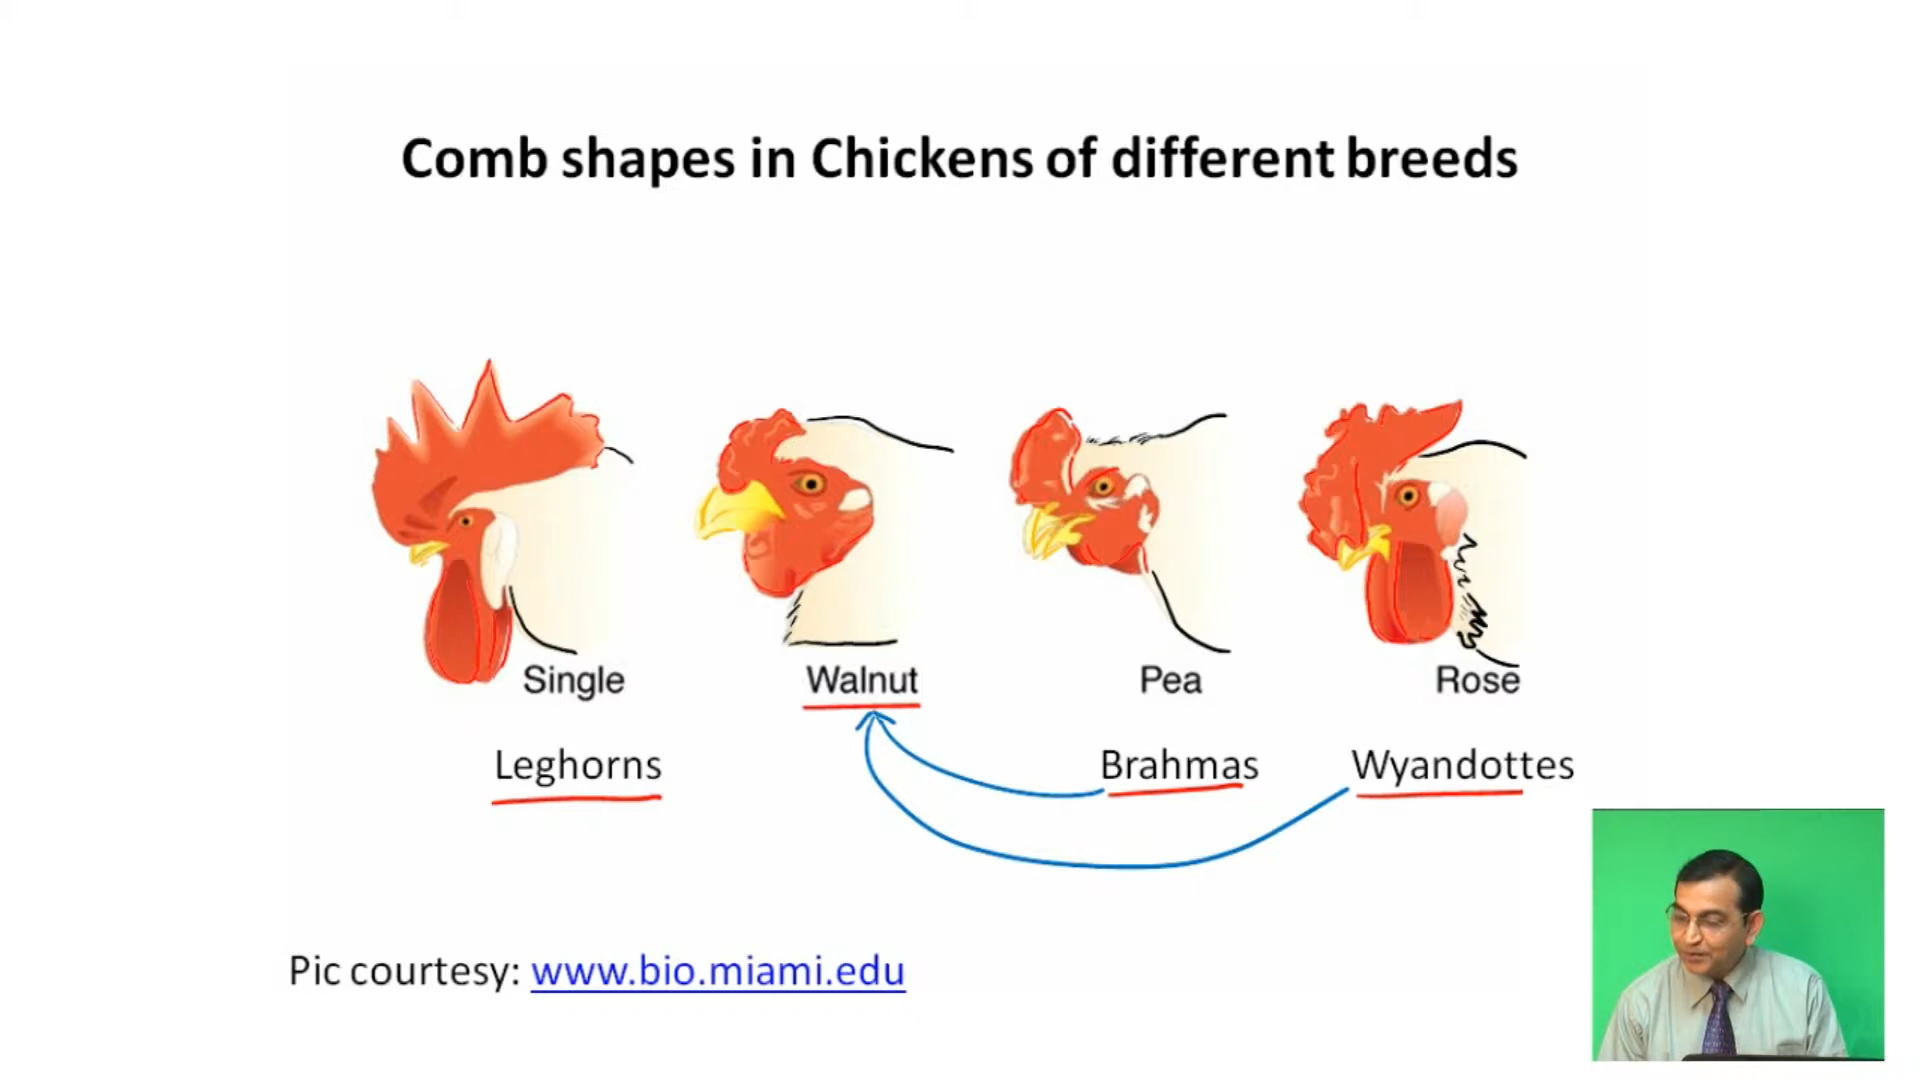 Comb shapes in Chickens of different breeds
Single Walnut Pea Rose
Leghorns Brahmas Wyandottes
Pic courtesy: www.bio.miami.edu